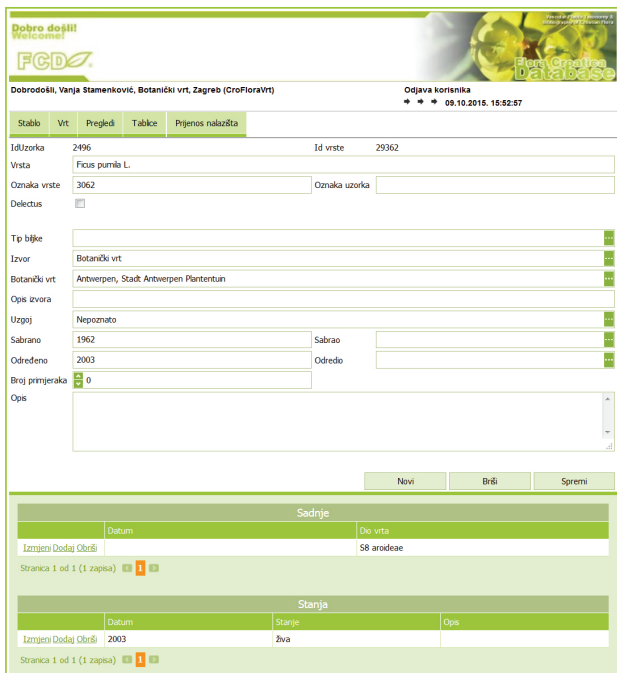 Dobro došli!
Welcome!
FCD
Flora Croatica
Database
Dobrodošli, Vanja Stamenković, Botanički vrt, Zagreb (CroFloraVrt)
Odjava korisnika
09.10.2015. 15:52:57
Stablo Vrt Pregledi Tablice Prijenos nalazišta
IdUzorka 2496 Id vrste 29362
Vrsta Ficus pumila L.
Oznaka vrste 3062 Oznaka uzorka
Delectus
Tip biljke
Izvor Botanički vrt
Botanički vrt Antwerpen, Stadt Antwerpen Plantentuin
Opis izvora
Uzgoj Nepoznato
Sabrano 1962 Sabrao
Određeno 2003 Odredio
Broj primjeraka 0
Opis
Novi Briši Spremi
Sadnje
Datum Dio vrta
Izmjeni Dodaj Obriši S8 aroideae
Stranica 1 od 1 (1 zapisa) 1
Stanja
Datum Stanje Opis
Izmjeni Dodaj Obriši 2003 živa
Stranica 1 od 1 (1 zapisa) 1